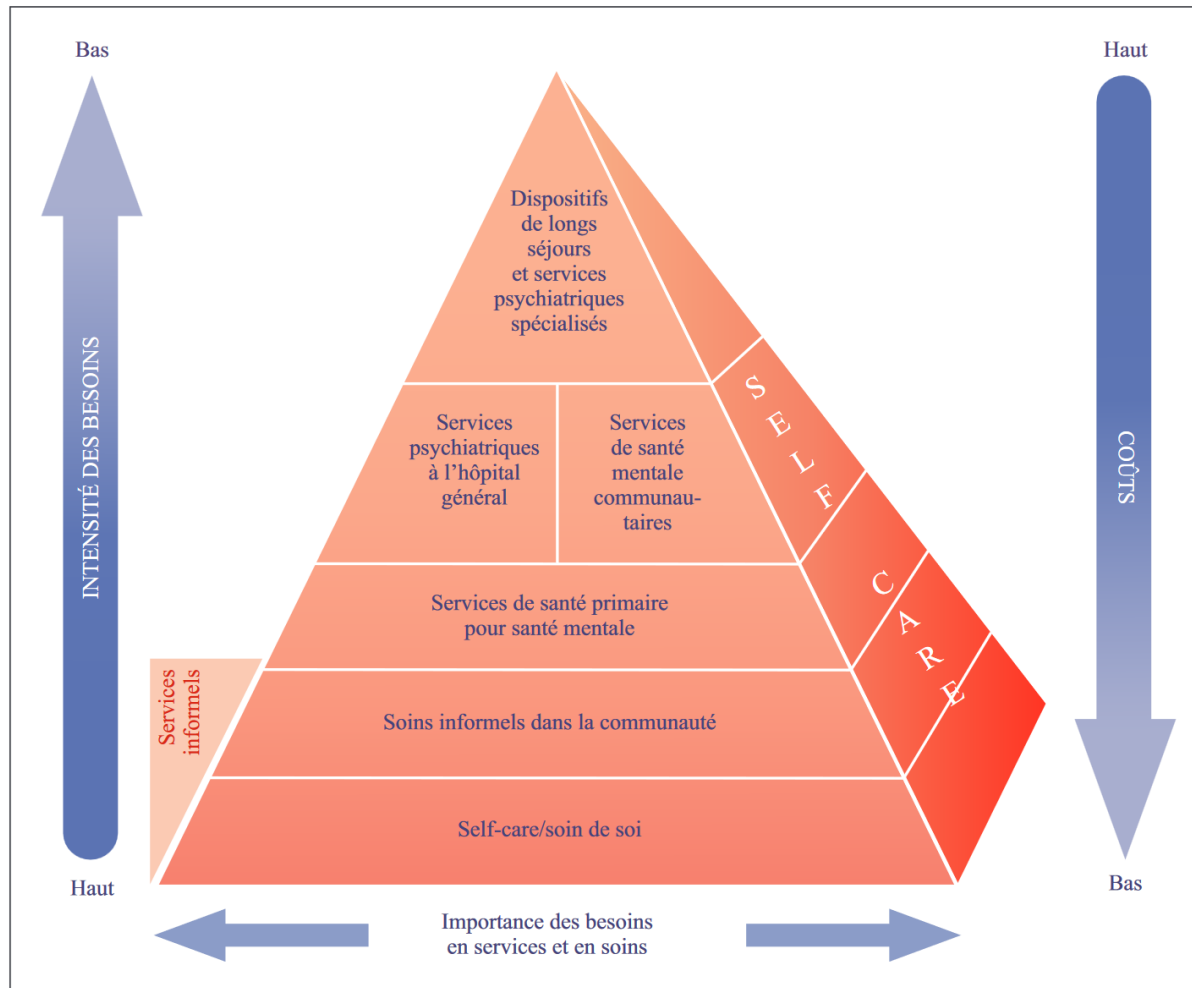 Bas
Haut
INTENSITÉ DES BESOINS
COÛTS
Dispositifs
de longs
séjours
et services
psychiatriques
spécialisés
Services
psychiatriques
à l’hôpital
général
Services
de santé
mentale
communau-
taires
SELF CARE
Services de santé primaire
pour santé mentale
Services
informels
Soins informels dans la communauté
Self-care/soin de soi
Haut
Bas
Importance des besoins
en services et en soins